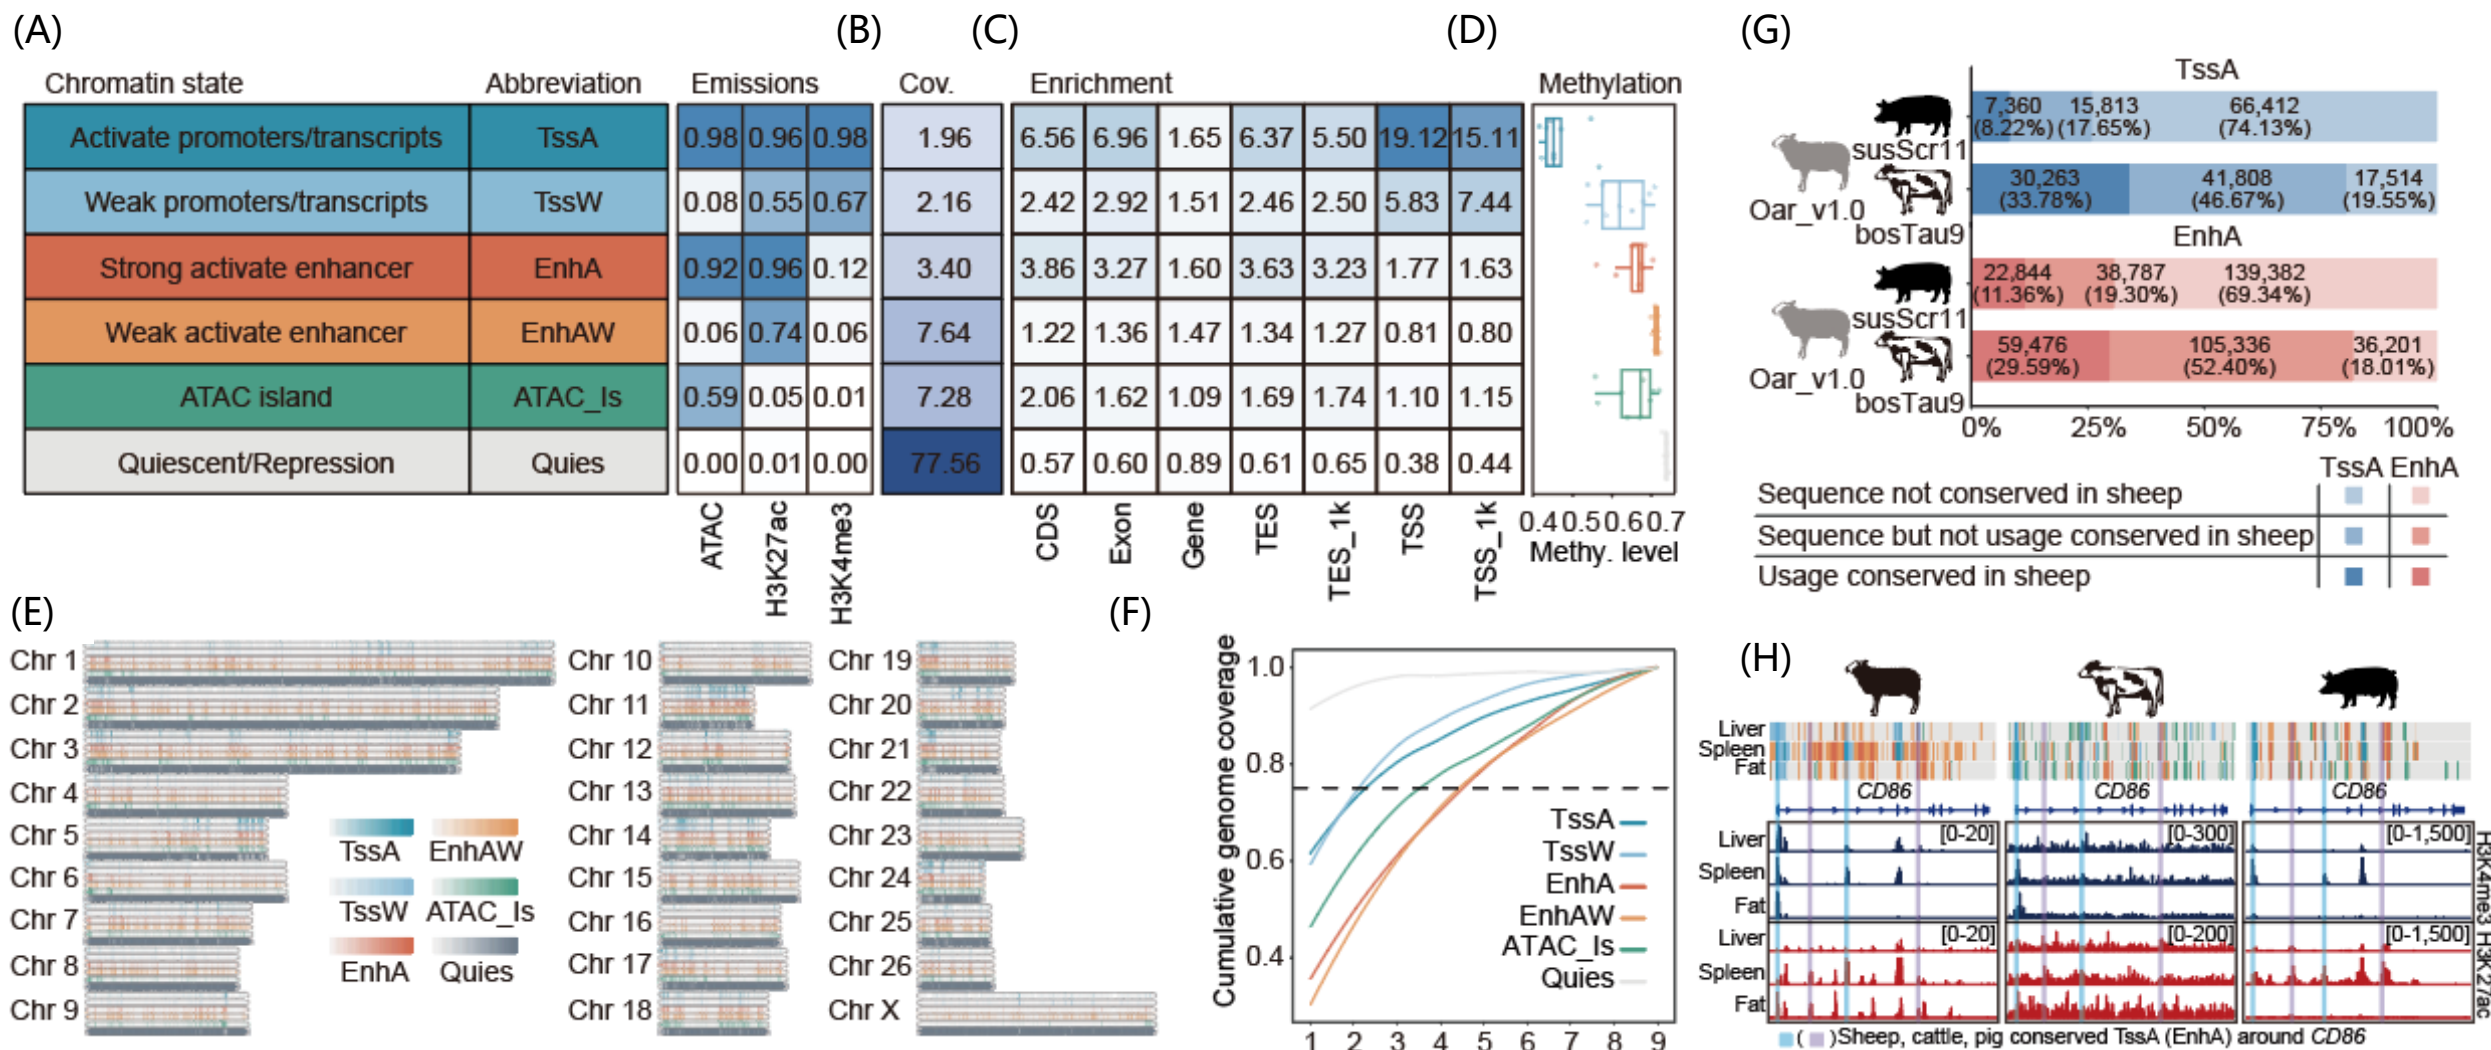 (A)
(B)
(C)
(D)
Chromatin state Abbreviation Emissions Cov. Enrichment Methylation
Activate promoters/transcripts TssA 0.98 0.96 0.98 1.96 6.56 6.96 1.65 6.37 5.50 19.12 15.11
Weak promoters/transcripts TssW 0.08 0.55 0.67 2.16 2.42 2.92 1.51 2.46 2.50 5.83 7.44
Strong activate enhancer EnhA 0.92 0.96 0.12 3.40 3.86 3.27 1.60 3.63 3.23 1.77 1.63
Weak activate enhancer EnhAW 0.06 0.74 0.06 7.64 1.22 1.36 1.47 1.34 1.27 0.81 0.80
ATAC island ATAC_Is 0.59 0.05 0.01 7.28 2.06 1.62 1.09 1.69 1.74 1.10 1.15
Quiescent/Repression Quies 0.00 0.01 0.00 77.56 0.57 0.60 0.89 0.61 0.65 0.38 0.44
ATAC
H3K27ac
H3K4me3
CDS
Exon
Gene
TES
TES_1k
TSS
TSS_1k
0.4 0.5 0.6 0.7
Methy. level
(G)
TssA
7,360 15,813 66,412
(8.22%) (17.65%) (74.13%)
susScr11
30,263 41,808 17,514
(33.78%) (46.67%) (19.55%)
Oar_v1.0
bosTau9
EnhA
22,844 38,787 139,382
(11.36%) (19.30%) (69.34%)
susScr11
59,476 105,336 36,201
(29.59%) (52.40%) (18.01%)
Oar_v1.0
bosTau9
0% 25% 50% 75% 100%
TssA EnhA
Sequence not conserved in sheep
Sequence but not usage conserved in sheep
Usage conserved in sheep
(E)
Chr 1
Chr 2
Chr 3
Chr 4
Chr 5
Chr 6
Chr 7
Chr 8
Chr 9
TssA EnhAW
TssW ATAC_Is
EnhA Quies
Chr 10
Chr 11
Chr 12
Chr 13
Chr 14
Chr 15
Chr 16
Chr 17
Chr 18
Chr 19
Chr 20
Chr 21
Chr 22
Chr 23
Chr 24
Chr 25
Chr 26
Chr X
(F)
Cumulative genome coverage
1.0
0.8
0.6
0.4
TssA
TssW
EnhA
EnhAW
ATAC_Is
Quies
1 2 3 4 5 6 7 8 9
(H)
Liver
Spleen
Fat
CD86 CD86 CD86
Liver [0-20] [0-300] [0-1,500]
Spleen
Fat
H3K4me3
Liver [0-20] [0-200] [0-1,500]
Spleen
Fat
H3K27ac
( )Sheep, cattle, pig conserved TssA (EnhA) around CD86